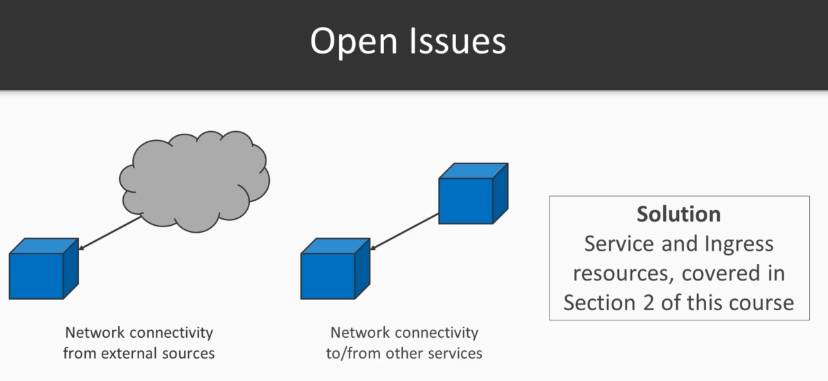 Open Issues
Network connectivity
from external sources
Network connectivity
to/from other services
Solution
Service and Ingress
resources, covered in
Section 2 of this course